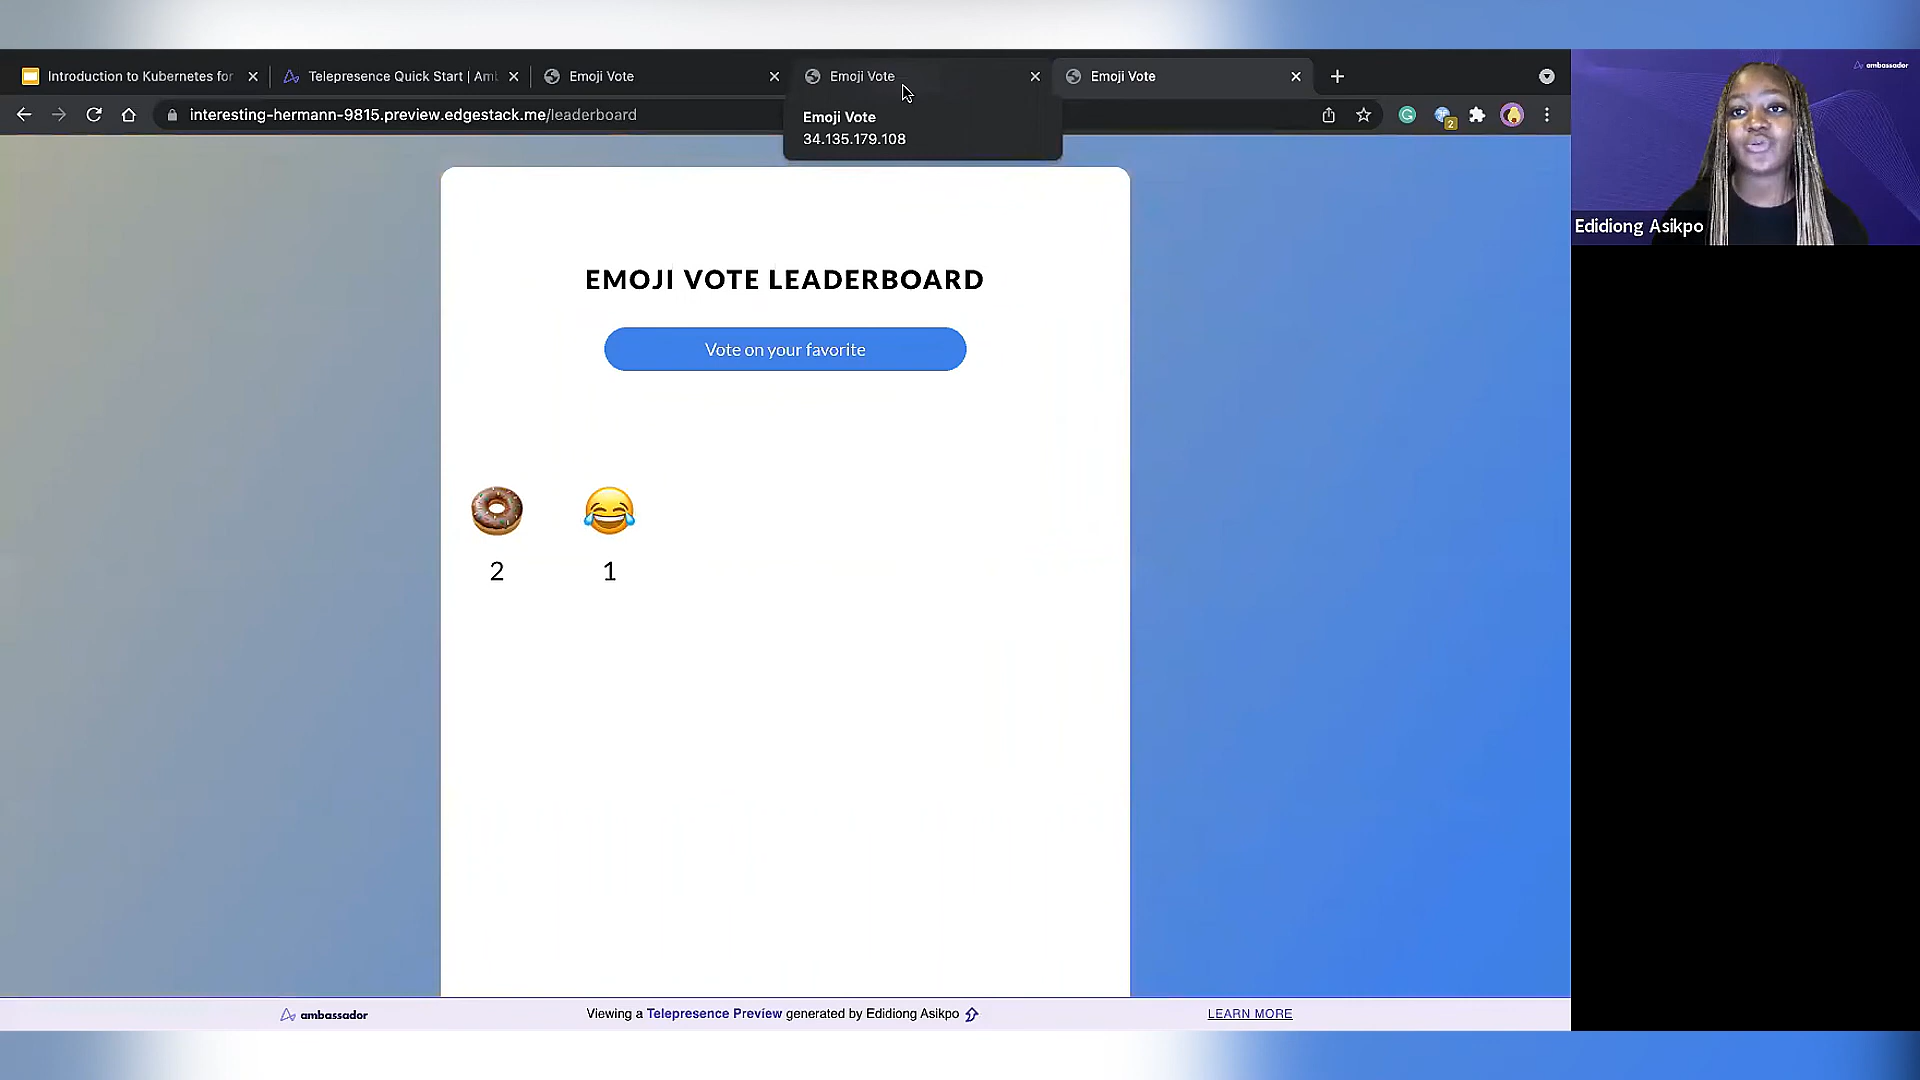 Introduction to Kubernetes for
Telepresence Quick Start | Amb
Emoji Vote
Emoji Vote
Emoji Vote
interesting-hermann-9815.preview.edgestack.me/leaderboard
2
Emoji Vote
34.135.179.108
ambassador
Edidiong Asikpo
EMOJI VOTE LEADERBOARD
Vote on your favorite
2
1
ambassador
Viewing a Telepresence Preview generated by Edidiong Asikpo
LEARN MORE